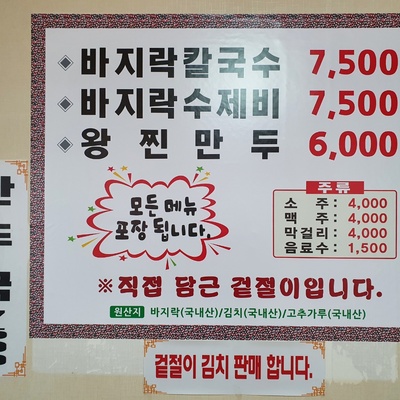 ◈ 바지락칼국수 7,500
◈ 바지락수제비 7,500
◈ 왕찐만두 6,000
모든 메뉴
포장 됩니다.
주류
소 주 : 4,000
맥 주 : 4,000
막걸리 : 4,000
음료수 : 1,500
※직접 담근 겉절이입니다.
원산지 바지락(국내산)/김치(국내산)/고추가루(국내산)
겉절이 김치 판매 합니다.